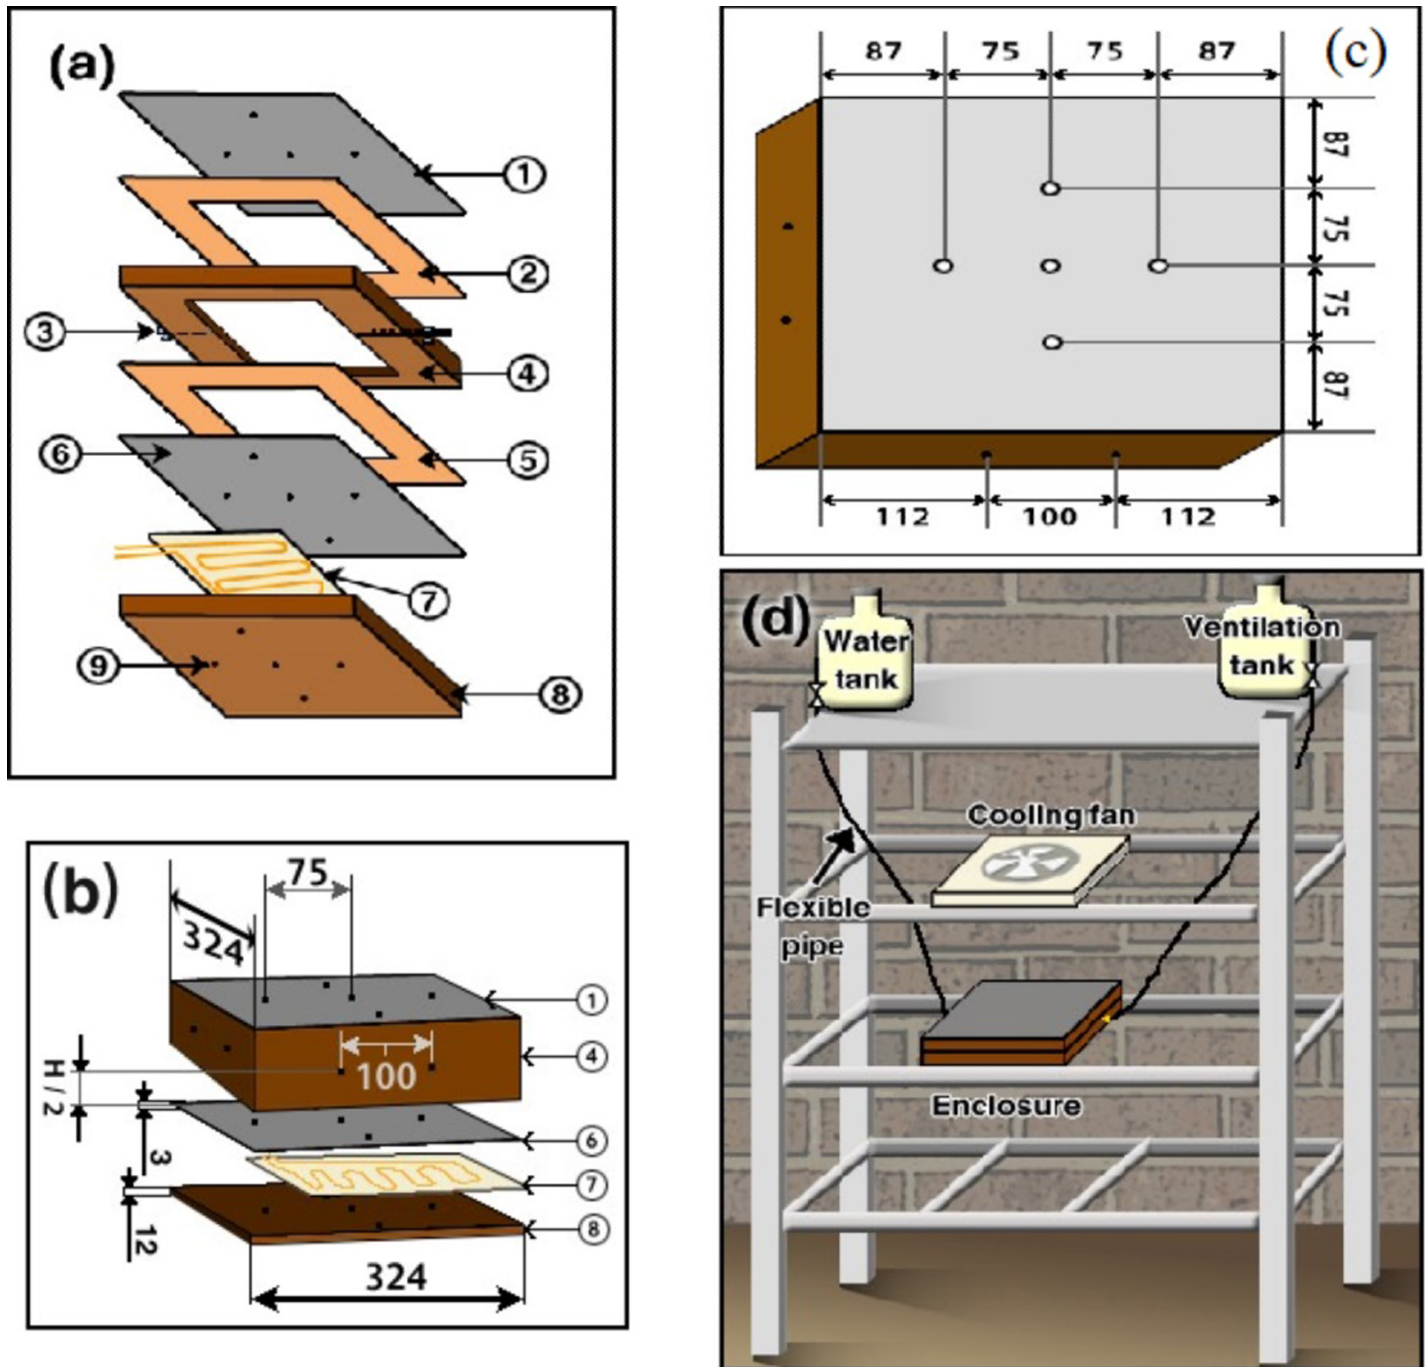 (a)
①
②
③
④
⑤
⑥
⑦
⑨
⑧
(b)
75
324
①
100
④
H / 2
⑥
3
⑦
12
⑧
324
(c)
87 75 75 87
87
75
75
87
112 100 112
(d)
Water
tank
Ventilation
tank
Cooling fan
Flexible
pipe
Enclosure